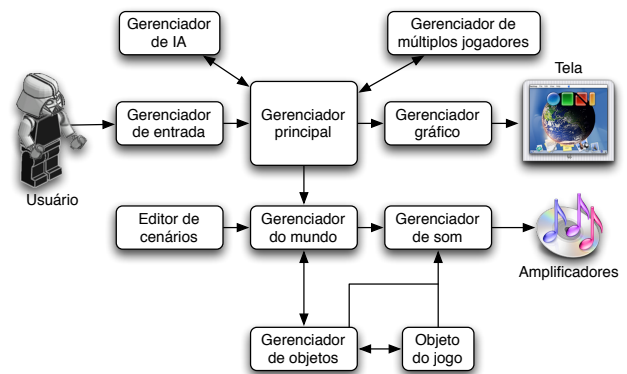 Gerenciador
de IA
Gerenciador de
múltiplos jogadores
Tela
Gerenciador
de entrada
Gerenciador
principal
Gerenciador
gráfico
Usuário
Editor de
cenários
Gerenciador
do mundo
Gerenciador
de som
Amplificadores
Gerenciador
de objetos
Objeto
do jogo